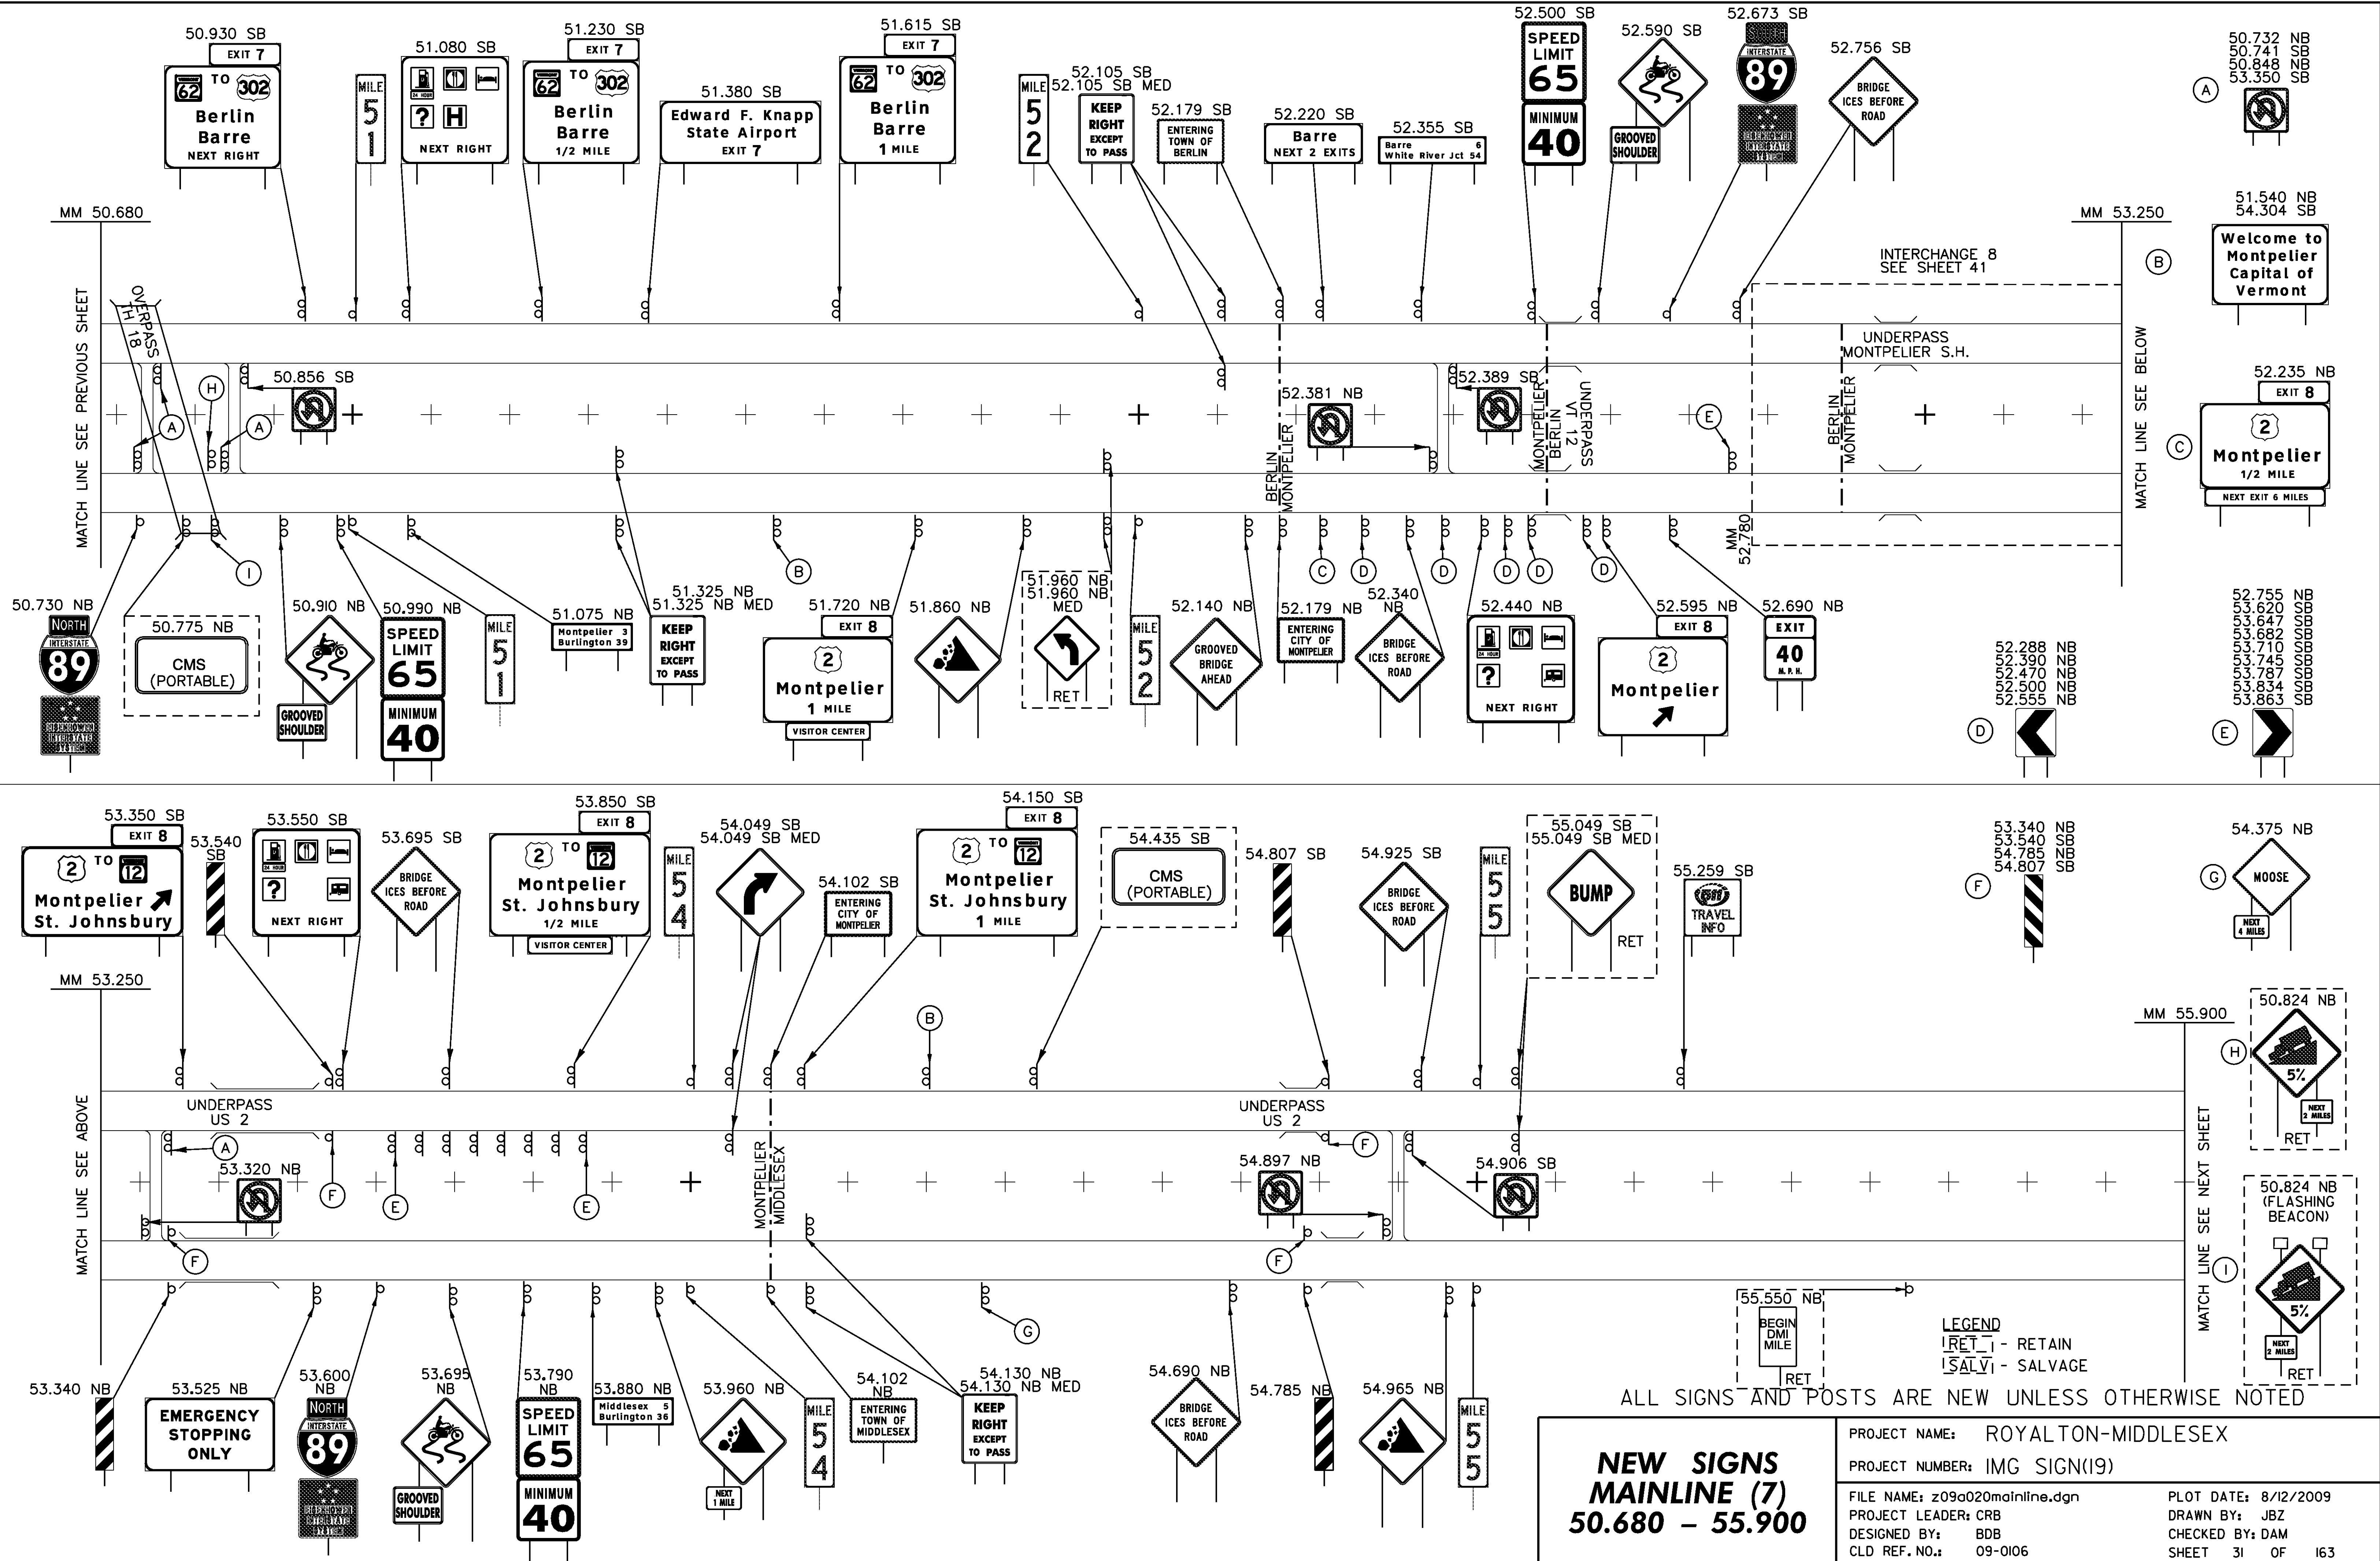 50.930 SB
EXIT 7
VERMONT 62 TO 302
Berlin
Barre
NEXT RIGHT
MILE
5
1
51.080 SB
24 HOUR
? H
NEXT RIGHT
51.230 SB
EXIT 7
VERMONT 62 TO 302
Berlin
Barre
1/2 MILE
51.380 SB
Edward F. Knapp
State Airport
EXIT 7
51.615 SB
EXIT 7
VERMONT 62 TO 302
Berlin
Barre
1 MILE
MILE
5
2
52.105 SB
52.105 SB MED
KEEP
RIGHT
EXCEPT
TO PASS
52.179 SB
ENTERING
TOWN OF
BERLIN
52.220 SB
Barre
NEXT 2 EXITS
52.355 SB
Barre 6
White River Jct 54
52.500 SB
SPEED
LIMIT
65
MINIMUM
40
52.590 SB
GROOVED
SHOULDER
52.673 SB
SOUTH
INTERSTATE
89
EISENHOWER
INTERSTATE
SYSTEM
52.756 SB
BRIDGE
ICES BEFORE
ROAD
50.732 NB
50.741 SB
50.848 NB
53.350 SB
A
51.540 NB
54.304 SB
B
Welcome to
Montpelier
Capital of
Vermont
52.235 NB
EXIT 8
C
2
Montpelier
1/2 MILE
NEXT EXIT 6 MILES
MM 50.680
MM 53.250
INTERCHANGE 8
SEE SHEET 41
MATCH LINE SEE PREVIOUS SHEET
OVERPASS
TH 18
UNDERPASS
MONTPELIER S.H.
MATCH LINE SEE BELOW
H
A
A
50.856 SB
52.381 NB
52.389 SB
BERLIN
MONTPELIER
MONTPELIER
BERLIN
UNDERPASS
VT 12
E
BERLIN
MONTPELIER
MM
52.780
I
B
C
D
D
D
D
D
50.730 NB
NORTH
INTERSTATE
89
EISENHOWER
INTERSTATE
SYSTEM
50.775 NB
CMS
(PORTABLE)
50.910 NB
GROOVED
SHOULDER
50.990 NB
SPEED
LIMIT
65
MINIMUM
40
MILE
5
1
51.075 NB
Montpelier 3
Burlington 39
51.325 NB
51.325 NB MED
KEEP
RIGHT
EXCEPT
TO PASS
51.720 NB
EXIT 8
2
Montpelier
1 MILE
VISITOR CENTER
51.860 NB
51.960 NB
51.960 NB
MED
RET
MILE
5
2
52.140 NB
GROOVED
BRIDGE
AHEAD
52.179 NB
ENTERING
CITY OF
MONTPELIER
52.340
NB
BRIDGE
ICES BEFORE
ROAD
52.440 NB
24 HOUR
?
NEXT RIGHT
52.595 NB
EXIT 8
2
Montpelier
52.690 NB
EXIT
40
M.P.H.
52.288 NB
52.390 NB
52.470 NB
52.500 NB
52.555 NB
D
52.755 NB
53.620 SB
53.647 SB
53.682 SB
53.710 SB
53.745 SB
53.787 SB
53.834 SB
53.863 SB
E
53.350 SB
EXIT 8
2 TO VERMONT 12
Montpelier
St. Johnsbury
53.540
SB
53.550 SB
24 HOUR
?
NEXT RIGHT
53.695 SB
BRIDGE
ICES BEFORE
ROAD
53.850 SB
EXIT 8
2 TO VERMONT 12
Montpelier
St. Johnsbury
1/2 MILE
VISITOR CENTER
MILE
5
4
54.049 SB
54.049 SB MED
54.102 SB
ENTERING
CITY OF
MONTPELIER
54.150 SB
EXIT 8
2 TO VERMONT 12
Montpelier
St. Johnsbury
1 MILE
54.435 SB
CMS
(PORTABLE)
54.807 SB
54.925 SB
BRIDGE
ICES BEFORE
ROAD
MILE
5
5
55.049 SB
55.049 SB MED
BUMP
RET
55.259 SB
511
TRAVEL
INFO
53.340 NB
53.540 SB
54.785 NB
54.807 SB
F
54.375 NB
G
MOOSE
NEXT
4 MILES
MM 53.250
MM 55.900
MATCH LINE SEE ABOVE
UNDERPASS
US 2
B
UNDERPASS
US 2
MATCH LINE SEE NEXT SHEET
50.824 NB
H
5%
NEXT
2 MILES
RET
A
53.320 NB
F
E
E
MONTPELIER
MIDDLESEX
54.897 NB
F
54.906 SB
F
F
G
50.824 NB
(FLASHING
BEACON)
I
5%
NEXT
2 MILES
RET
53.340 NB
53.525 NB
EMERGENCY
STOPPING
ONLY
53.600
NB
NORTH
INTERSTATE
89
EISENHOWER
INTERSTATE
SYSTEM
53.695
NB
GROOVED
SHOULDER
53.790
NB
SPEED
LIMIT
65
MINIMUM
40
53.880 NB
Middlesex 5
Burlington 36
53.960 NB
NEXT
1 MILE
MILE
5
4
54.102
NB
ENTERING
TOWN OF
MIDDLESEX
54.130 NB
54.130 NB MED
KEEP
RIGHT
EXCEPT
TO PASS
54.690 NB
BRIDGE
ICES BEFORE
ROAD
54.785 NB
54.965 NB
MILE
5
5
55.550 NB
BEGIN
DMI
MILE
RET
LEGEND
RET - RETAIN
SALV - SALVAGE
ALL SIGNS AND POSTS ARE NEW UNLESS OTHERWISE NOTED
NEW SIGNS
MAINLINE (7)
50.680 – 55.900
PROJECT NAME: ROYALTON-MIDDLESEX
PROJECT NUMBER: IMG SIGN(19)
FILE NAME: z09a020mainline.dgn
PROJECT LEADER: CRB
DESIGNED BY: BDB
CLD REF. NO.: 09-0106
PLOT DATE: 8/12/2009
DRAWN BY: JBZ
CHECKED BY: DAM
SHEET 31 OF 163